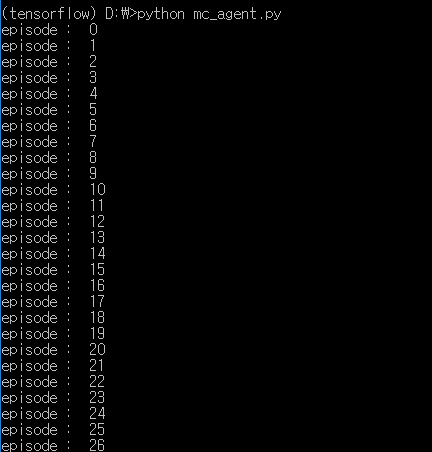 (tensorflow) D:₩>python mc_agent.py
episode :  0
episode :  1
episode :  2
episode :  3
episode :  4
episode :  5
episode :  6
episode :  7
episode :  8
episode :  9
episode :  10
episode :  11
episode :  12
episode :  13
episode :  14
episode :  15
episode :  16
episode :  17
episode :  18
episode :  19
episode :  20
episode :  21
episode :  22
episode :  23
episode :  24
episode :  25
episode :  26